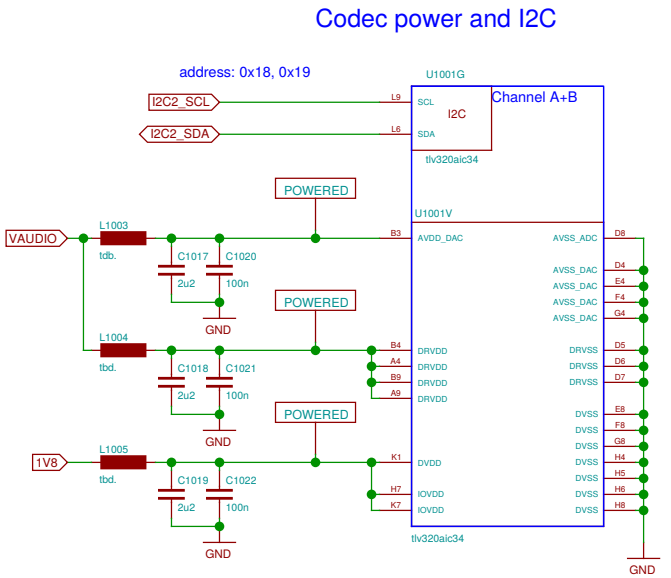 Codec power and I2C
address: 0x18, 0x19
U1001G
I2C2_SCL
L9
SCL
Channel A+B
I2C
I2C2_SDA
L6
SDA
tlv320aic34
POWERED
U1001V
L1003
VAUDIO
B3
AVDD_DAC
AVSS_ADC
D8
tdb.
C1017
C1020
2u2
100n
AVSS_DAC
D4
AVSS_DAC
E4
AVSS_DAC
F4
AVSS_DAC
G4
GND
POWERED
L1004
B4
DRVDD
DRVSS
D5
tbd.
C1018
C1021
2u2
100n
A4
DRVDD
DRVSS
D6
B9
DRVDD
DRVSS
D7
A9
DRVDD
GND
POWERED
DVSS
E8
DVSS
F8
DVSS
G8
L1005
1V8
K1
DVDD
DVSS
H4
tbd.
C1019
C1022
2u2
100n
DVSS
H5
H7
IOVDD
DVSS
H6
K7
IOVDD
DVSS
H8
tlv320aic34
GND
GND